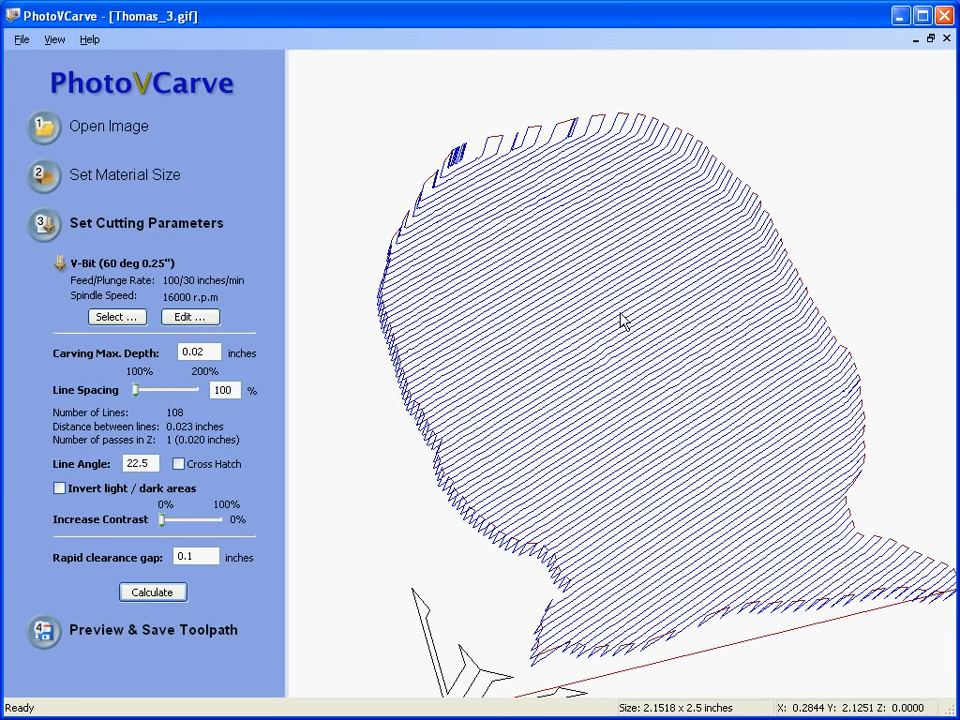 PhotoVCarve - [Thomas_3.gif]
File View Help
PhotoVCarve
1 Open Image
2 Set Material Size
3 Set Cutting Parameters
V-Bit (60 deg 0.25")
Feed/Plunge Rate: 100/30 inches/min
Spindle Speed: 16000 r.p.m
Select ... Edit ...
Carving Max. Depth: 0.02 inches
100% 200%
Line Spacing 100 %
Number of Lines: 108
Distance between lines: 0.023 inches
Number of passes in Z: 1 (0.020 inches)
Line Angle: 22.5 Cross Hatch
Invert light / dark areas
0% 100%
Increase Contrast 0%
Rapid clearance gap: 0.1 inches
Calculate
4 Preview & Save Toolpath
Ready Size: 2.1518 x 2.5 inches X: 0.2844 Y: 2.1251 Z: 0.0000